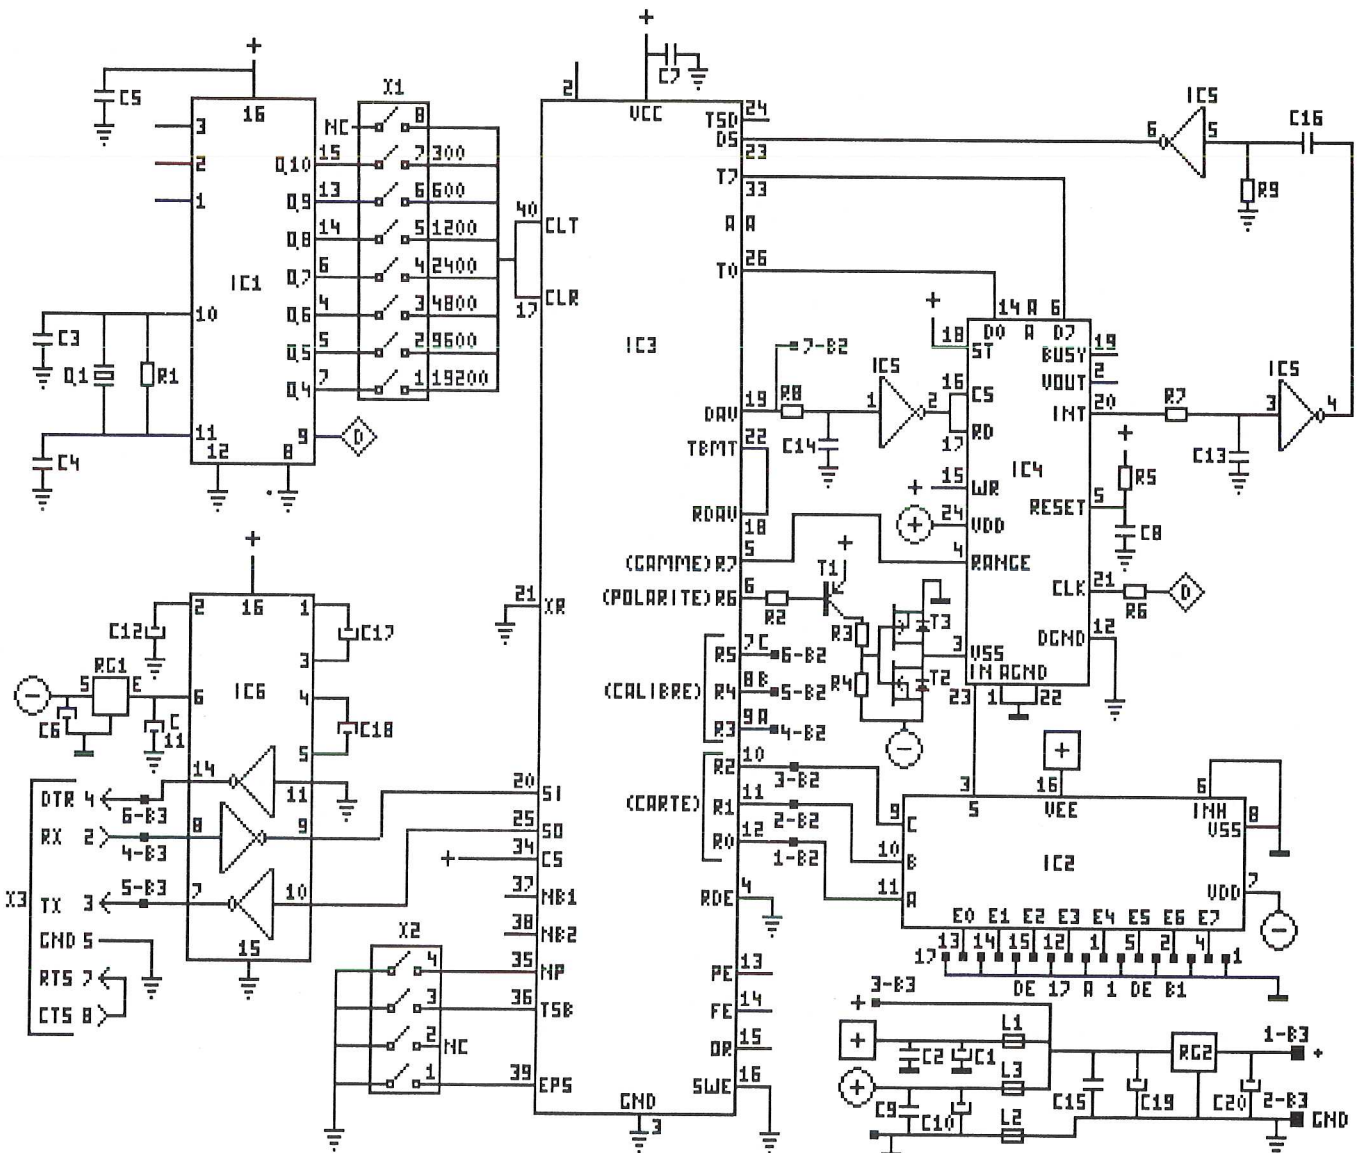 +
+
2
VCC
C7
C5
16
X1
3
2
1
Q10 15
Q9 13
Q8 14
Q7 6
Q6 4
Q5 5
Q4 7
IC1
10
11
12
9
8
D
C3
Q1
R1
C4
NC
8
7 300
6 600
5 1200
4 2400
3 4800
2 9600
1 19200
40
CLT
CLR
17
IC3
TSO 24
DS
23
T7
33
A A
T0 26
DAV 19
TBMT 22
RDAV
18
5
(GAMME) R7
(POLARITE) R6 6
(CALIBRE)
R5 7 C
6-B2
R4 8 B
5-B2
R3 9 A
4-B2
(CARTE)
R2 10
3-B2
R1 11
2-B2
R0 12
1-B2
RDE 4
PE 13
FE 14
OR 15
SWE 16
GND
3
21
XR
20
SI
25
SO
34
CS
+
37
NB1
38
NB2
35
NP
36
TSB
39
EPS
X2
4
3
2 NC
1
IC5
6
5
C16
R9
7-B2
R8
C14
IC5
1
2
14 A 6
D0 A D7
+
18
ST
16
CS
RD
17
15
WR
+
24
VDD
+
4
RANGE
IC4
BUSY 19
VOUT 2
INT 20
RESET 5
CLK 21
DGND 12
3
VSS
IN AGND
23
1
22
R7
C13
IC5
3
4
+
R5
C8
R6
D
T1
+
R2
R3
R4
T3
T2
-
+
2
16
1
C12
C17
3
RG1
S
E
-
6
IC6
4
C6
C
11
C18
5
14
11
8
9
7
10
15
X3
DTR 4
6-B3
RX 2
4-B3
TX 3
5-B3
GND 5
RTS 7
CTS 8
+
3
S
16
VEE
6
INH
VSS
8
9
C
10
B
11
A
IC2
VDD
7
-
E0 E1 E2 E3 E4 E5 E6 E7
13 14 15 12 1 5 2 4
17
1
DE 17 A 1 DE B1
3-B3
+
+
C2
C1
L1
+
C9
C10
L3
L2
C15
C19
RG2
C20
1-B3
+
2-B3
GND